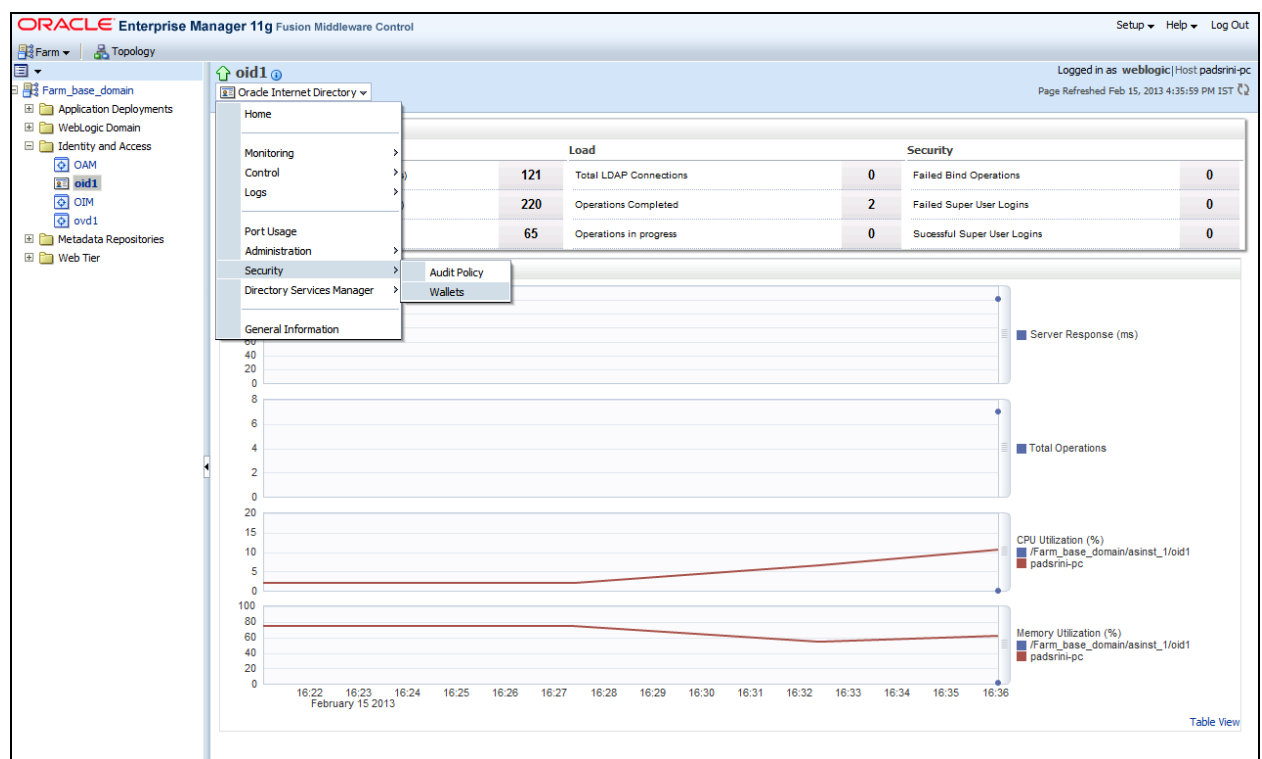 ORACLE Enterprise Manager 11g Fusion Middleware Control
Setup Help Log Out
Farm Topology
oid1
Logged in as weblogic|Host padsrini-pc
Oracle Internet Directory
Page Refreshed Feb 15, 2013 4:35:59 PM IST
Farm_base_domain
Application Deployments
WebLogic Domain
Identity and Access
OAM
oid1
OIM
ovd1
Metadata Repositories
Web Tier
Home
Monitoring
Control
Logs
Port Usage
Administration
Security
Directory Services Manager
General Information
Audit Policy
Wallets
121
220
65
Load
Total LDAP Connections 0
Operations Completed 2
Operations in progress 0
Security
Failed Bind Operations 0
Failed Super User Logins 0
Sucessful Super User Logins 0
60
40
20
0
Server Response (ms)
8
6
4
2
0
Total Operations
20
15
10
5
0
CPU Utilization (%)
/Farm_base_domain/asinst_1/oid1
padsrini-pc
100
80
60
40
20
0
Memory Utilization (%)
/Farm_base_domain/asinst_1/oid1
padsrini-pc
16:22 16:23 16:24 16:25 16:26 16:27 16:28 16:29 16:30 16:31 16:32 16:33 16:34 16:35 16:36
February 15 2013
Table View